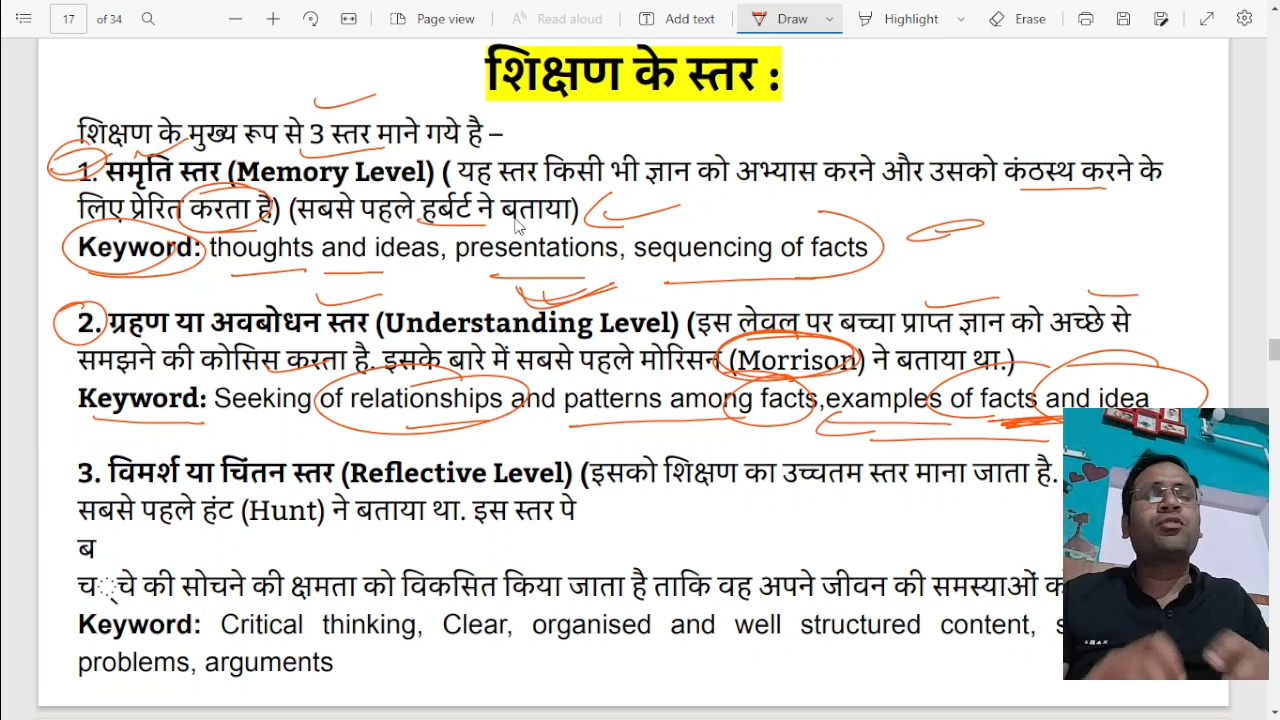 17 of 34 Page view Read aloud Add text Draw Highlight Erase
शिक्षण के स्तर :
शिक्षण के मुख्य रूप से 3 स्तर माने गये है –
1. समृति स्तर (Memory Level) ( यह स्तर किसी भी ज्ञान को अभ्यास करने और उसको कंठस्थ करने के
लिए प्रेरित करता है) (सबसे पहले हर्बर्ट ने बताया)
Keyword: thoughts and ideas, presentations, sequencing of facts
2. ग्रहण या अवबोधन स्तर (Understanding Level) (इस लेवल पर बच्चा प्राप्त ज्ञान को अच्छे से
समझने की कोसिस करता है. इसके बारे में सबसे पहले मोरिसन (Morrison) ने बताया था.)
Keyword: Seeking of relationships and patterns among facts,examples of facts and idea
3. विमर्श या चिंतन स्तर (Reflective Level) (इसको शिक्षण का उच्चतम स्तर माना जाता है.
सबसे पहले हंट (Hunt) ने बताया था. इस स्तर पे
ब
च्चे की सोचने की क्षमता को विकसित किया जाता है ताकि वह अपने जीवन की समस्याओं
Keyword: Critical thinking, Clear, organised and well structured content,
problems, arguments